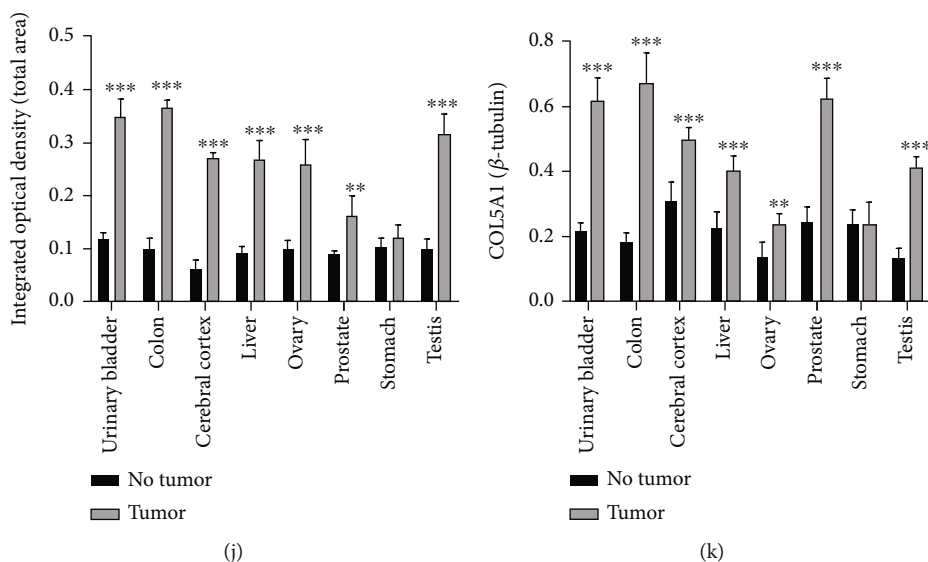 Integrated optical density (total area)
0.5
0.4
0.3
0.2
0.1
0.0
***
***
***
***
***
**
***
Urinary bladder
Colon
Cerebral cortex
Liver
Ovary
Prostate
Stomach
Testis
No tumor
Tumor
(j)
COL5A1 (β-tubulin)
0.8
0.6
0.4
0.2
0.0
***
***
***
***
**
***
***
Urinary bladder
Colon
Cerebral cortex
Liver
Ovary
Prostate
Stomach
Testis
No tumor
Tumor
(k)